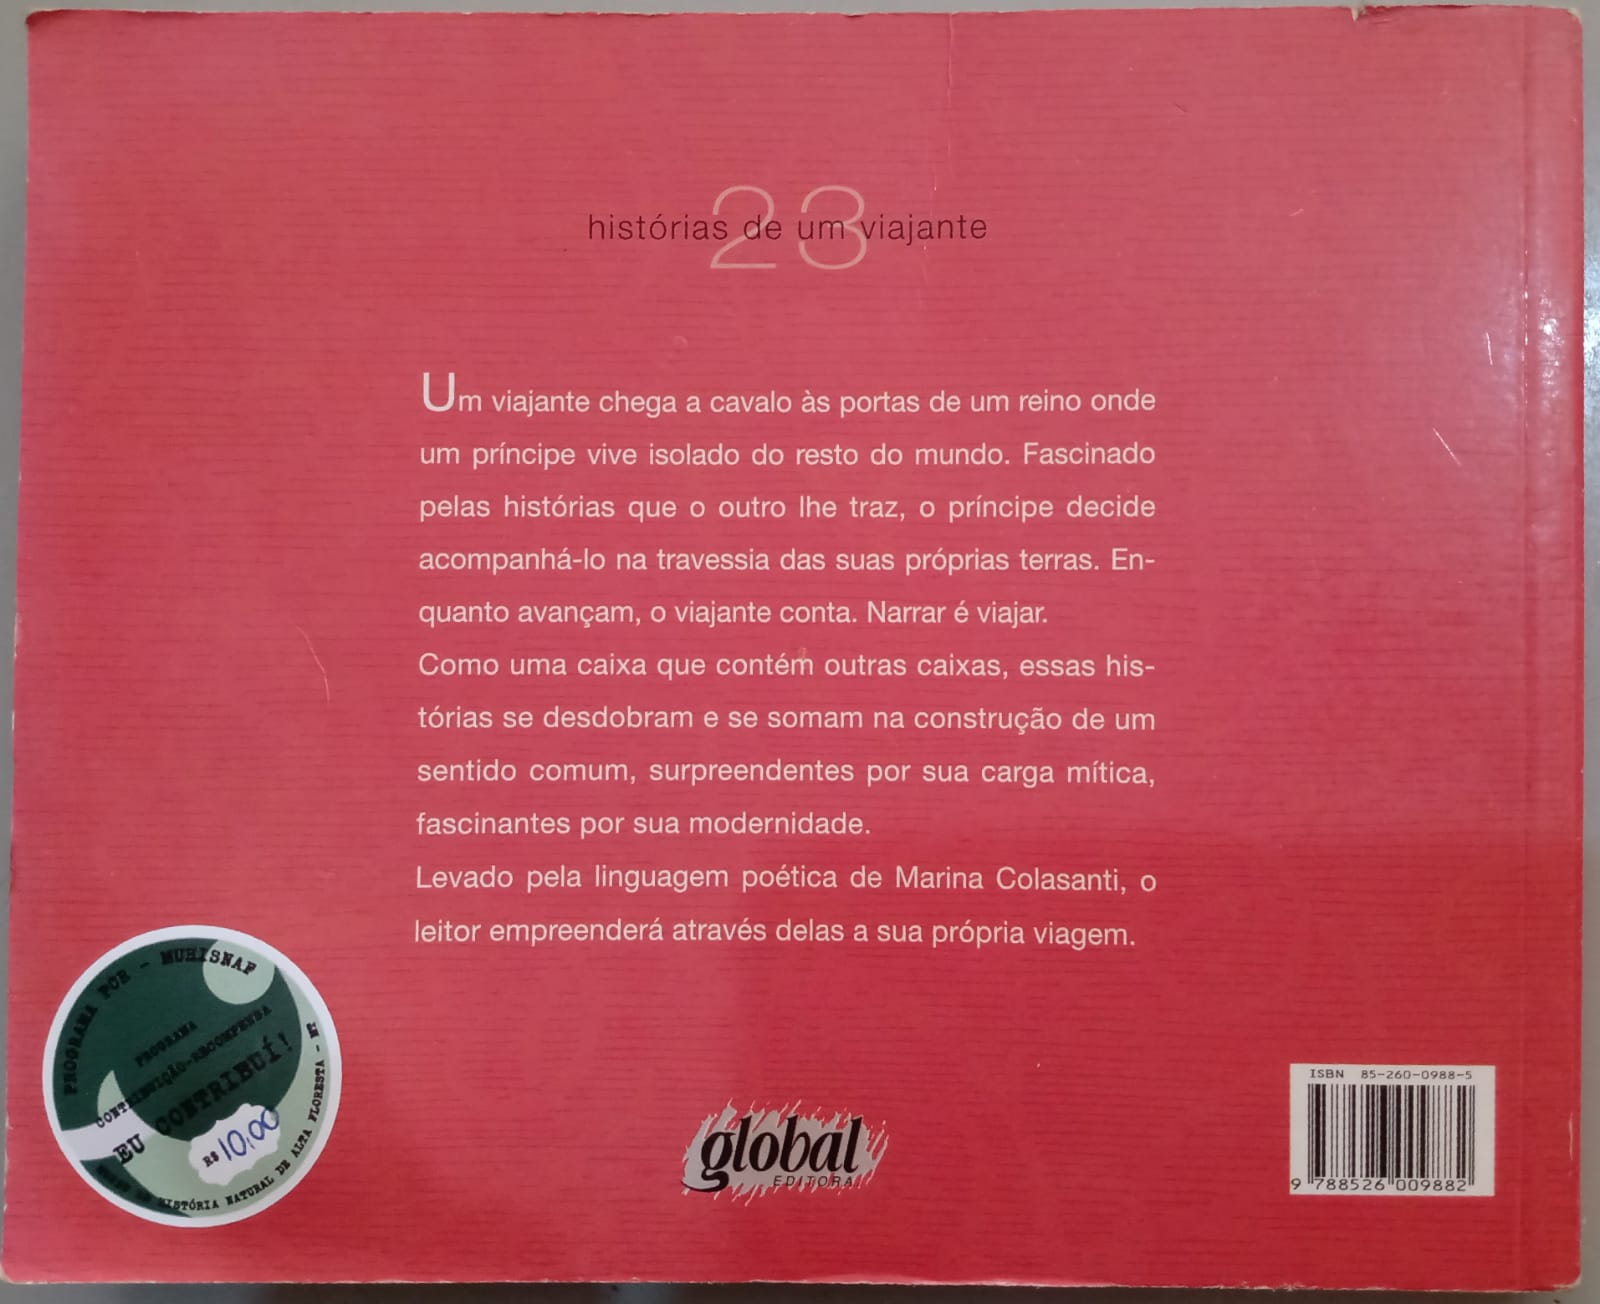 23
histórias de um viajante
Um viajante chega a cavalo às portas de um reino onde
um príncipe vive isolado do resto do mundo. Fascinado
pelas histórias que o outro lhe traz, o príncipe decide
acompanhá-lo na travessia das suas próprias terras. En-
quanto avançam, o viajante conta. Narrar é viajar.
Como uma caixa que contém outras caixas, essas his-
tórias se desdobram e se somam na construção de um
sentido comum, surpreendentes por sua carga mítica,
fascinantes por sua modernidade.
Levado pela linguagem poética de Marina Colasanti, o
leitor empreenderá através delas a sua própria viagem.
PROGRAMA POR - MUHISNAF
PROGRAMA
CONTRIBUIÇÃO-RECOMPENSA
EU CONTRIBUÍ!
R$ 10,00
DE HISTÓRIA NATURAL DE ALTA FLORESTA - MT
global
EDITORA
ISBN 85-260-0988-5
9 788526 009882